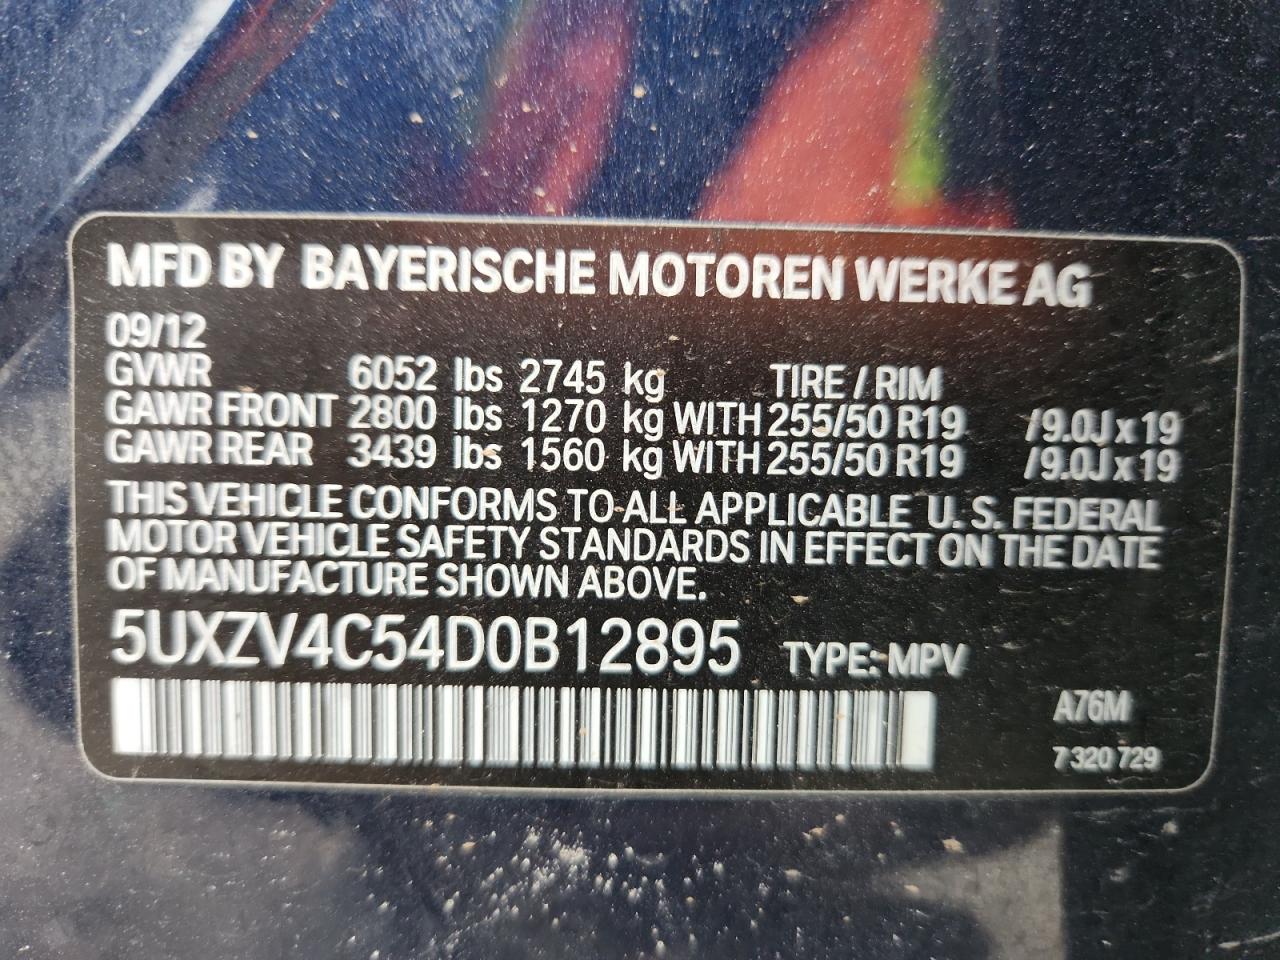 MFD BY BAYERISCHE MOTOREN WERKE AG
09/12
GVWR 6052 lbs 2745 kg TIRE / RIM
GAWR FRONT 2800 lbs 1270 kg WITH 255/50 R19 /9.0J x 19
GAWR REAR 3439 lbs 1560 kg WITH 255/50 R19 /9.0J x 19
THIS VEHICLE CONFORMS TO ALL APPLICABLE U. S. FEDERAL
MOTOR VEHICLE SAFETY STANDARDS IN EFFECT ON THE DATE
OF MANUFACTURE SHOWN ABOVE.
5UXZV4C54D0B12895 TYPE: MPV
A76M
7 320 729